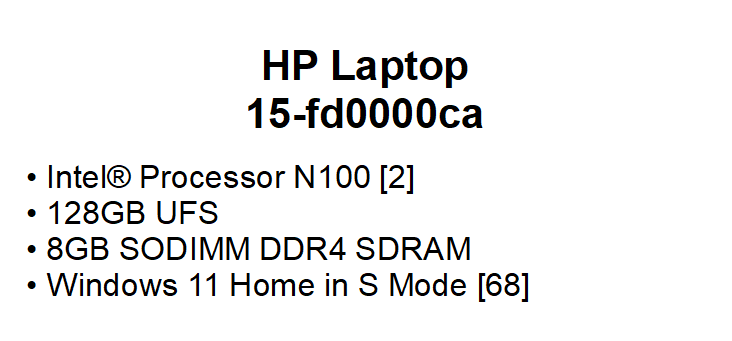 HP Laptop
15-fd0000ca
• Intel® Processor N100 [2]
• 128GB UFS
• 8GB SODIMM DDR4 SDRAM
• Windows 11 Home in S Mode [68]